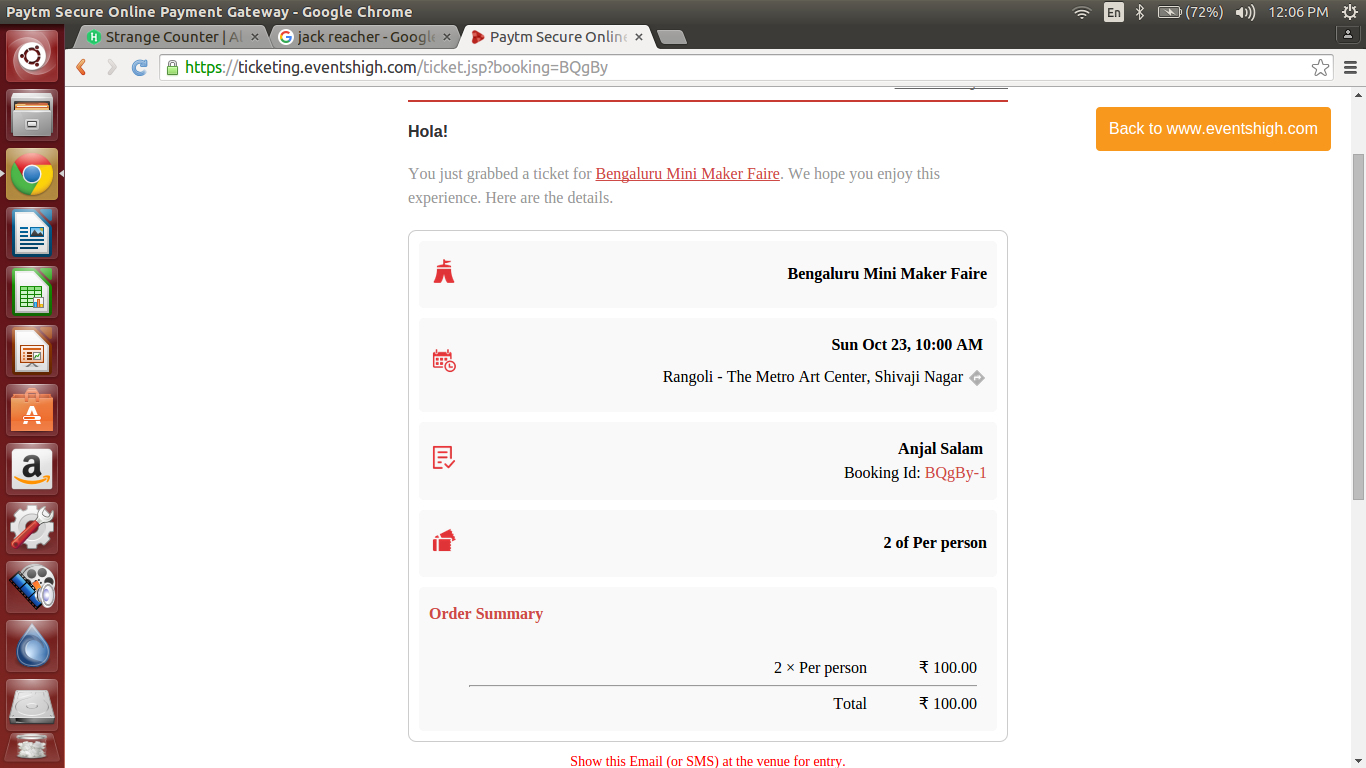 Paytm Secure Online Payment Gateway - Google Chrome
En
(72%)
12:06 PM
Strange Counter | Al
jack reacher - Google
Paytm Secure Online
https://ticketing.eventshigh.com/ticket.jsp?booking=BQgBy
Back to www.eventshigh.com
Hola!
You just grabbed a ticket for Bengaluru Mini Maker Faire. We hope you enjoy this
experience. Here are the details.
Bengaluru Mini Maker Faire
Sun Oct 23, 10:00 AM
Rangoli - The Metro Art Center, Shivaji Nagar
Anjal Salam
Booking Id: BQgBy-1
2 of Per person
Order Summary
2 × Per person ₹ 100.00
Total ₹ 100.00
Show this Email (or SMS) at the venue for entry.